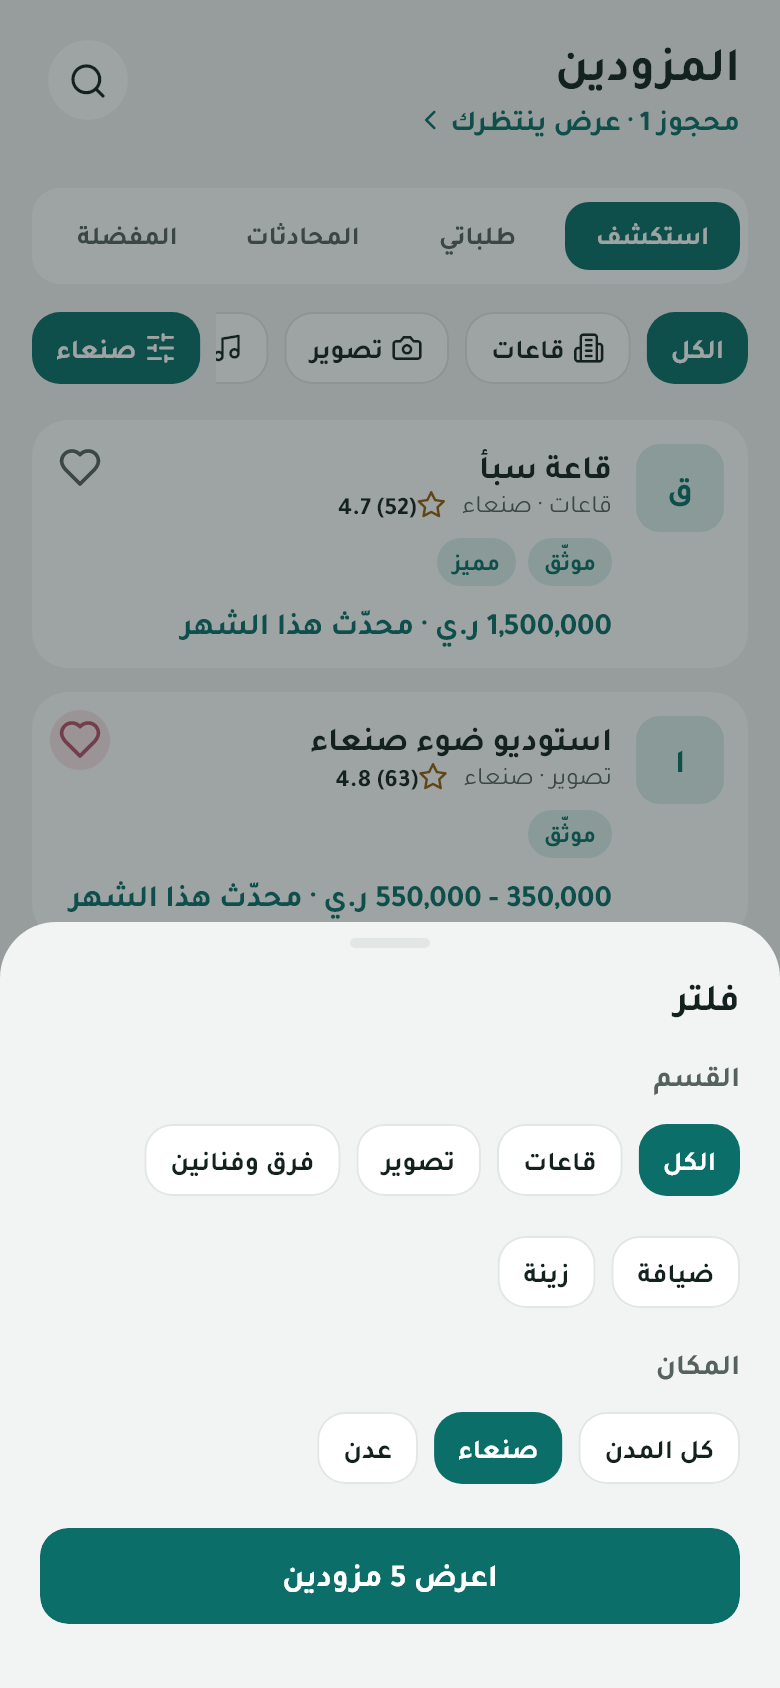 المزودين
محجوز 1 · عرض ينتظرك
استكشف طلباتي المحادثات المفضلة
الكل قاعات تصوير صنعاء
ق
قاعة سبأ
قاعات · صنعاء 4.7 (52)
موثّق مميز
1,500,000 ر.ي · محدّث هذا الشهر
ا
استوديو ضوء صنعاء
تصوير · صنعاء 4.8 (63)
موثّق
350,000 - 550,000 ر.ي · محدّث هذا الشهر
فلتر
القسم
الكل قاعات تصوير فرق وفنانين
ضيافة زينة
المكان
كل المدن صنعاء عدن
اعرض 5 مزودين